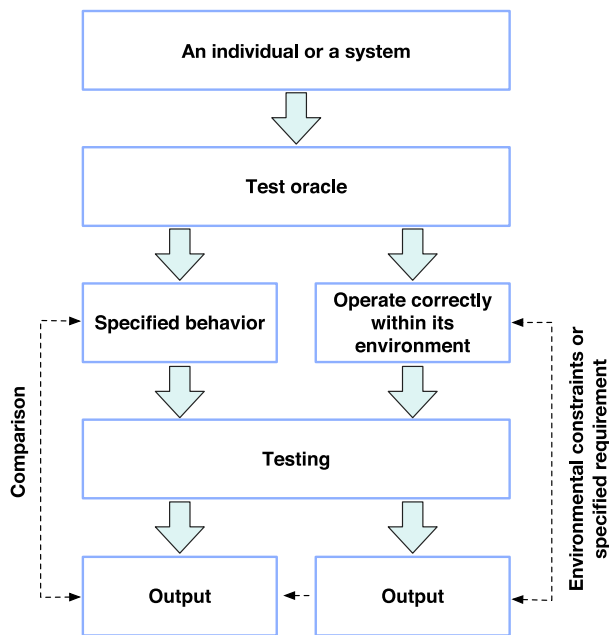 An individual or a system
Test oracle
Specified behavior
Operate correctly
within its
environment
Comparison
Environmental constraints or
specified requirement
Testing
Output
Output